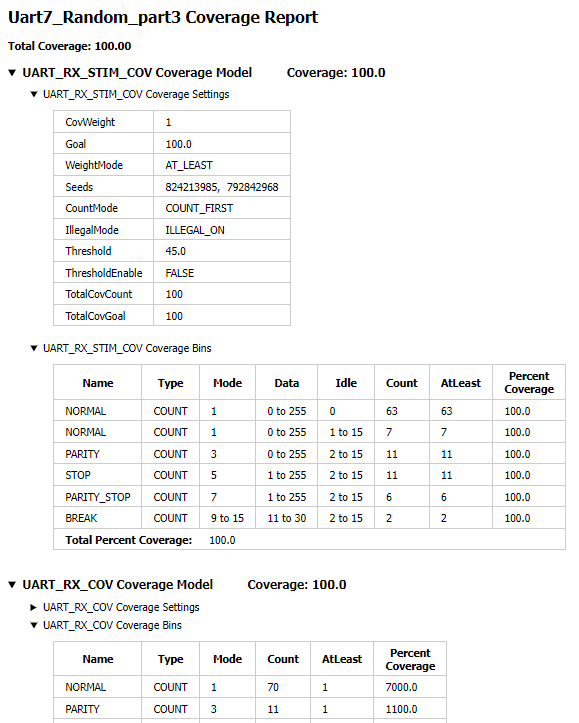 Uart7_Random_part3 Coverage Report
Total Coverage: 100.00
UART_RX_STIM_COV Coverage Model Coverage: 100.0
UART_RX_STIM_COV Coverage Settings
CovWeight 1
Goal 100.0
WeightMode AT_LEAST
Seeds 824213985, 792842968
CountMode COUNT_FIRST
IllegalMode ILLEGAL_ON
Threshold 45.0
ThresholdEnable FALSE
TotalCovCount 100
TotalCovGoal 100
UART_RX_STIM_COV Coverage Bins
Name Type Mode Data Idle Count AtLeast Percent Coverage
NORMAL COUNT 1 0 to 255 0 63 63 100.0
NORMAL COUNT 1 0 to 255 1 to 15 7 7 100.0
PARITY COUNT 3 0 to 255 2 to 15 11 11 100.0
STOP COUNT 5 1 to 255 2 to 15 11 11 100.0
PARITY_STOP COUNT 7 1 to 255 2 to 15 6 6 100.0
BREAK COUNT 9 to 15 11 to 30 2 to 15 2 2 100.0
Total Percent Coverage: 100.0
UART_RX_COV Coverage Model Coverage: 100.0
UART_RX_COV Coverage Settings
UART_RX_COV Coverage Bins
Name Type Mode Count AtLeast Percent Coverage
NORMAL COUNT 1 70 1 7000.0
PARITY COUNT 3 11 1 1100.0